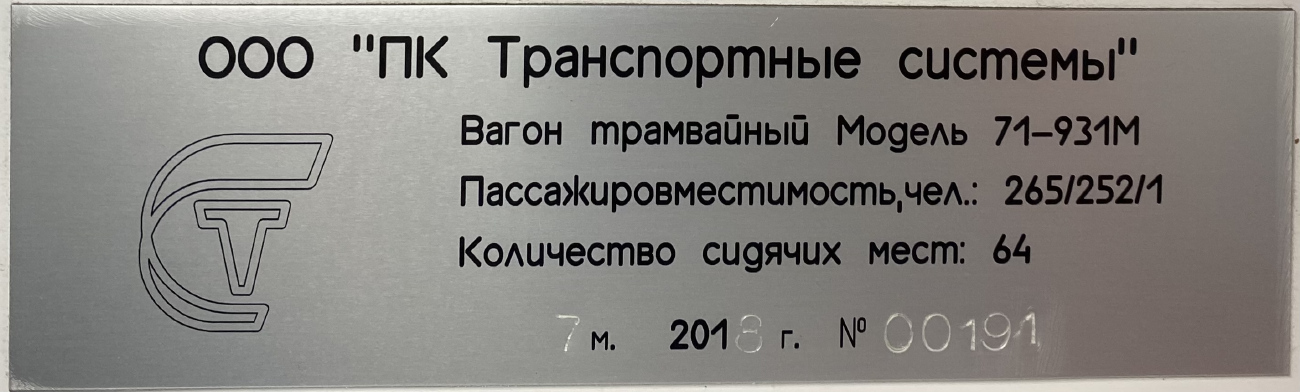 ООО "ПК Транспортные системы"
Вагон трамвайный Модель 71–931М
Пассажировместимость,чел.: 265/252/1
Количество сидячих мест: 64
7 м. 2018 г. № 00191